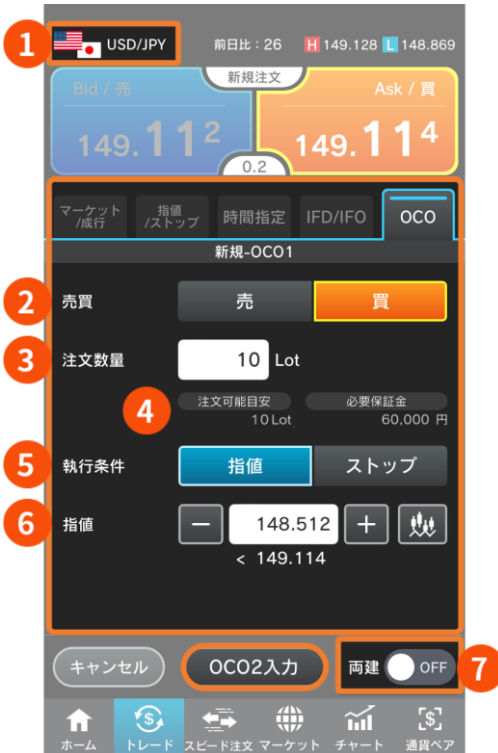 1
USD/JPY 前日比：26 H 149.128 L 148.869
新規注文
Bid / 売 Ask / 買
149.112 149.114
0.2
マーケット/成行 指値/ストップ 時間指定 IFD/IFO OCO
新規-OCO1
2 売買 売 買
3 注文数量 10 Lot
4 注文可能目安 必要保証金
10 Lot 60,000 円
5 執行条件 指値 ストップ
6 指値 − 148.512 +
< 149.114
キャンセル OCO2入力 両建 OFF 7
ホーム トレード スピード注文 マーケット チャート 通貨ペア